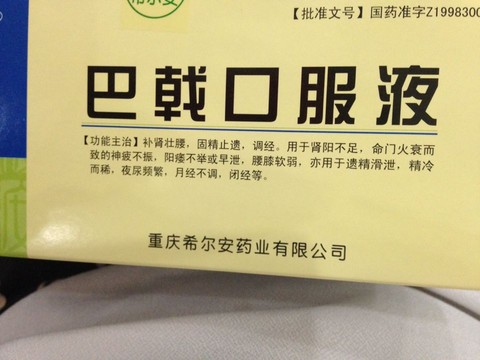 希尔安
【批准文号】国药准字Z1998300
巴戟口服液
【功能主治】补肾壮腰，固精止遗，调经。用于肾阳不足，命门火衰而
致的神疲不振，阳痿不举或早泄，腰膝软弱，亦用于遗精滑泄，精冷
而稀，夜尿频繁，月经不调，闭经等。
重庆希尔安药业有限公司